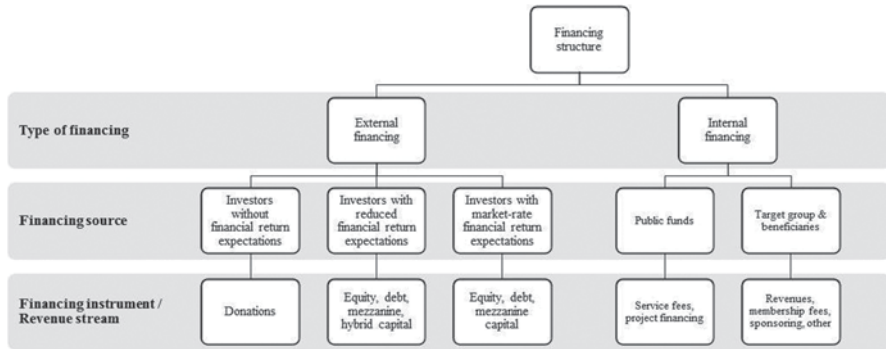 Financing
structure
Type of financing
External
financing
Internal
financing
Financing source
Investors
without
financial return
expectations
Investors with
reduced
financial return
expectations
Investors with
market-rate
financial return
expectations
Public funds
Target group &
beneficiaries
Financing instrument /
Revenue stream
Donations
Equity, debt,
mezzanine,
hybrid capital
Equity, debt,
mezzanine
capital
Service fees,
project financing
Revenues,
membership fees,
sponsoring, other